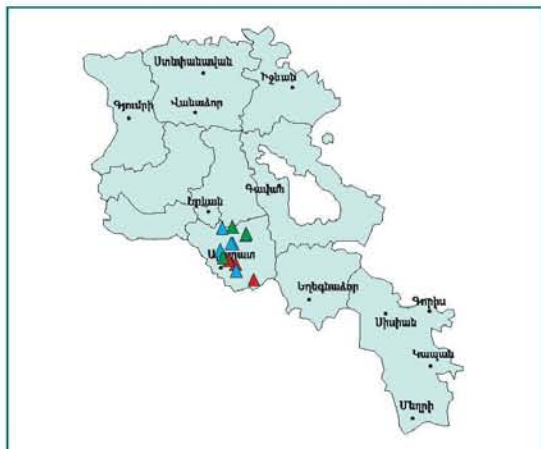 Ստեփանավան
Իջևան
Գյումրի
Վանաձոր
Գավառ
Երևան
Եղեգնաձոր
Գորիս
Սիսիան
Կապան
Մեղրի